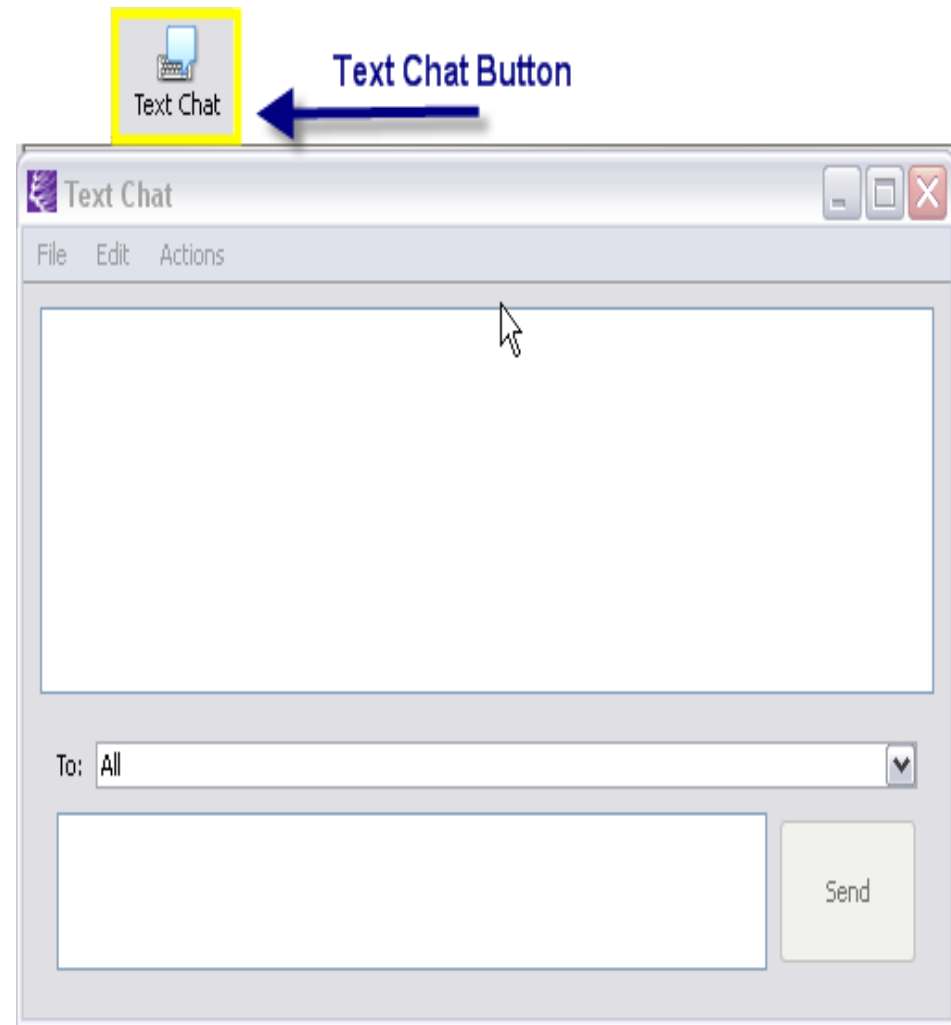 Text Chat Button
Text Chat
Text Chat
File Edit Actions
To: All
Send